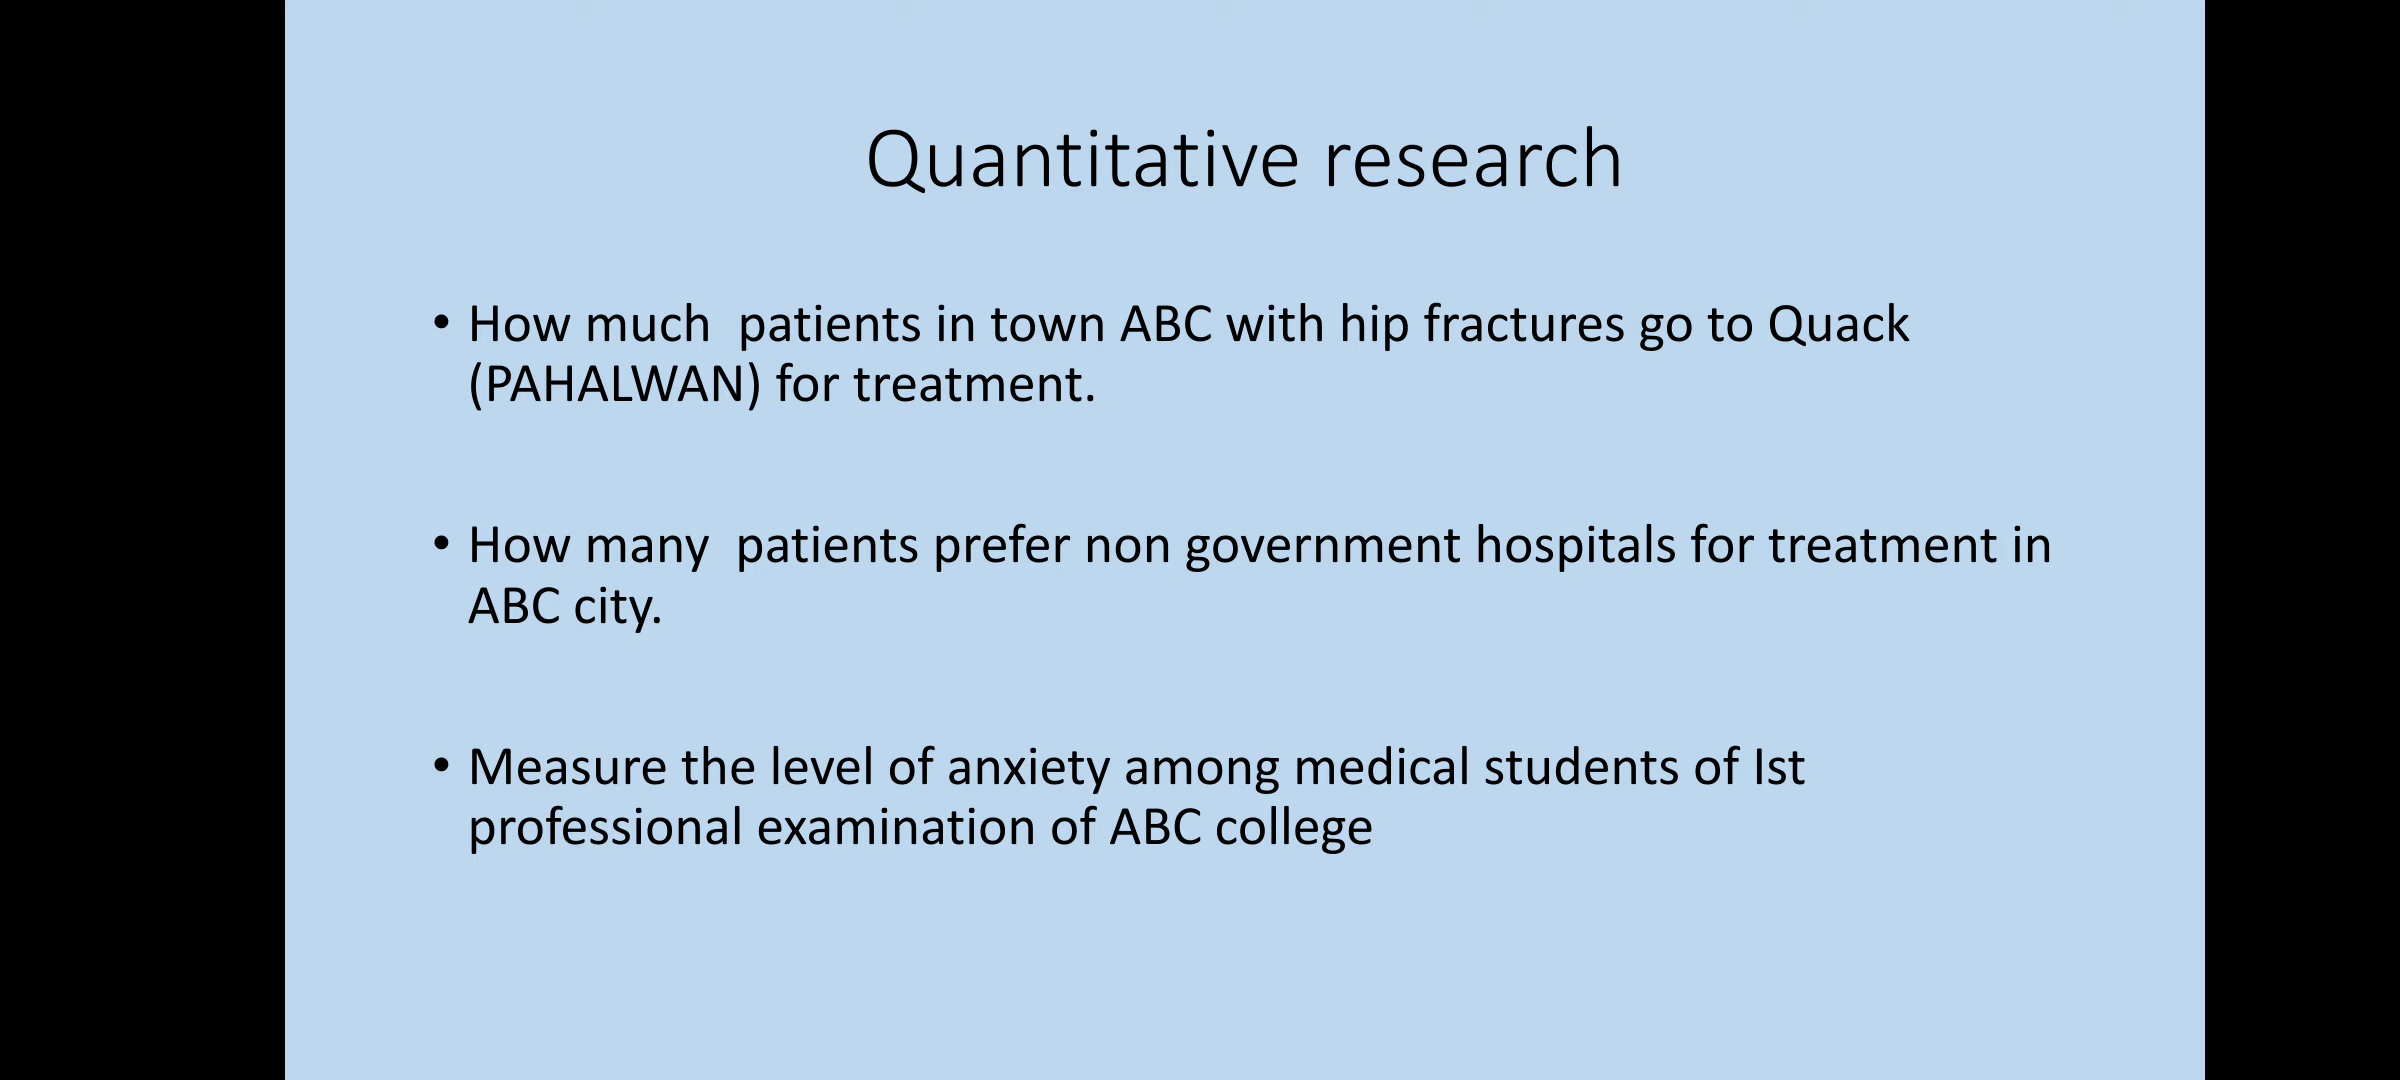 Quantitative research
• How much  patients in town ABC with hip fractures go to Quack
(PAHALWAN) for treatment.
• How many  patients prefer non government hospitals for treatment in
ABC city.
• Measure the level of anxiety among medical students of Ist
professional examination of ABC college